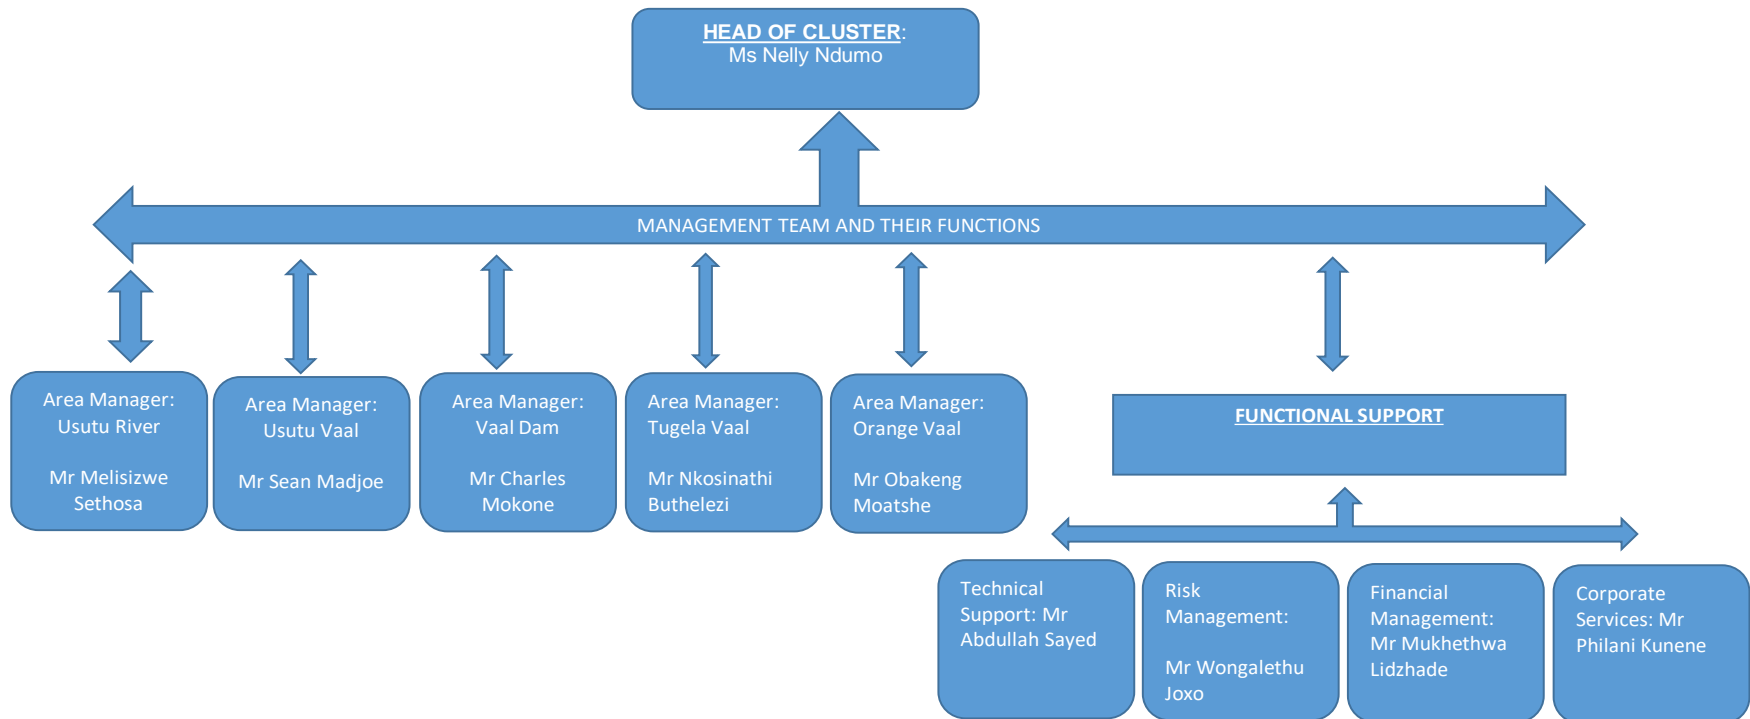 HEAD OF CLUSTER:
Ms Nelly Ndumo
MANAGEMENT TEAM AND THEIR FUNCTIONS
Area Manager:
Usutu River
Mr Melisizwe
Sethosa
Area Manager:
Usutu Vaal
Mr Sean Madjoe
Area Manager:
Vaal Dam
Mr Charles
Mokone
Area Manager:
Tugela Vaal
Mr Nkosinathi
Buthelezi
Area Manager:
Orange Vaal
Mr Obakeng
Moatshe
FUNCTIONAL SUPPORT
Technical
Support: Mr
Abdullah Sayed
Risk
Management:
Mr Wongalethu
Joxo
Financial
Management:
Mr Mukhethwa
Lidzhade
Corporate
Services: Mr
Philani Kunene